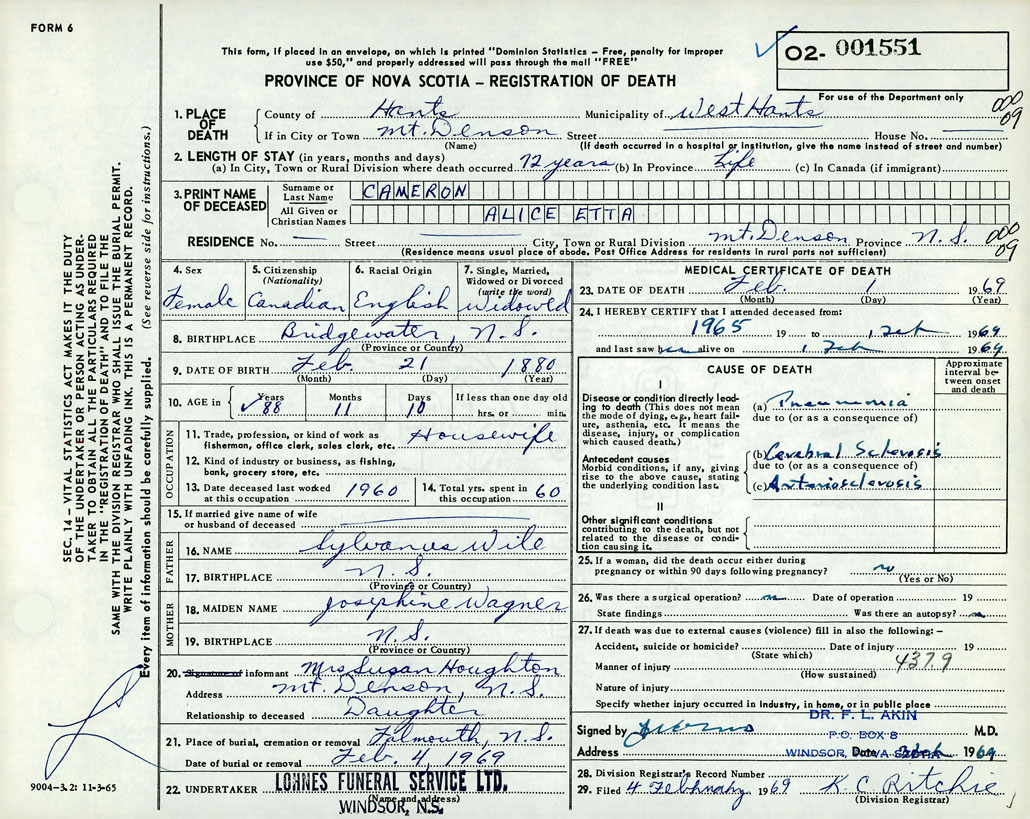 FORM 6
This form, if placed in an envelope, on which is printed "Dominion Statistics – Free, penalty for improper
use $50," and properly addressed will pass through the mail "FREE"
02- 001551
PROVINCE OF NOVA SCOTIA – REGISTRATION OF DEATH
For use of the Department only
1. PLACE OF DEATH
County of Hants Municipality of West Hants
000
09
If in City or Town Mt. Denson Street House No.
(Name) (If death occurred in a hospital or institution, give the name instead of street and number)
2. LENGTH OF STAY (in years, months and days)
(a) In City, Town or Rural Division where death occurred 72 years (b) In Province Life (c) In Canada (if immigrant)
3. PRINT NAME OF DECEASED
Surname or Last Name CAMERON
All Given or Christian Names ALICE ETTA
RESIDENCE No. Street City, Town or Rural Division Mt. Denson Province N.S.
000
09
(Residence means usual place of abode. Post Office Address for residents in rural parts not sufficient)
4. Sex Female
5. Citizenship (Nationality) Canadian
6. Racial Origin English
7. Single, Married, Widowed or Divorced (write the word) Widowed
8. BIRTHPLACE Bridgewater, N.S.
(Province or Country)
9. DATE OF BIRTH Feb. 21 1880
(Month) (Day) (Year)
10. AGE in Years 88 Months 11 Days 10 If less than one day old
hrs. or min.
OCCUPATION
11. Trade, profession, or kind of work as fisherman, office clerk, sales clerk, etc. Housewife
12. Kind of industry or business, as fishing, bank, grocery store, etc.
13. Date deceased last worked at this occupation 1960
14. Total yrs. spent in this occupation 60
15. If married give name of wife or husband of deceased
FATHER
16. NAME Sylvanus Wile
17. BIRTHPLACE N.S.
(Province or Country)
MOTHER
18. MAIDEN NAME Josephine Wagner
19. BIRTHPLACE N.S.
(Province or Country)
20. Signature of informant Mrs Susan Houghton
Address Mt. Denson, N.S.
Relationship to deceased Daughter
21. Place of burial, cremation or removal Falmouth, N.S.
Date of burial or removal Feb. 4, 1969
22. UNDERTAKER LOHNES FUNERAL SERVICE LTD.
(Name and address)
WINDSOR, N.S.
MEDICAL CERTIFICATE OF DEATH
23. DATE OF DEATH Feb. 1 1969
(Month) (Day) (Year)
24. I HEREBY CERTIFY that I attended deceased from:
1965 19 to 1 Feb 1969
and last saw her alive on 1 Feb 1969
CAUSE OF DEATH
Approximate interval between onset and death
I
Disease or condition directly leading to death (This does not mean the mode of dying, e.g., heart failure, asthenia, etc. It means the disease, injury, or complication which caused death.)
(a) Pneumonia
due to (or as a consequence of)
Antecedent causes
Morbid conditions, if any, giving rise to the above cause, stating the underlying condition last.
(b) Cerebral Sclerosis
due to (or as a consequence of)
(c) Arteriosclerosis
II
Other significant conditions contributing to the death, but not related to the disease or condition causing it.
25. If a woman, did the death occur either during pregnancy or within 90 days following pregnancy? no
(Yes or No)
26. Was there a surgical operation? no Date of operation 19
State findings Was there an autopsy? no
27. If death was due to external causes (violence) fill in also the following: –
Accident, suicide or homicide? Date of injury 19
(State which) 4379
Manner of injury (How sustained)
Nature of injury
Specify whether injury occurred in Industry, in home, or in public place
DR. F. L. AKIN
Signed by P.O. BOX 8 M.D.
Address WINDSOR, Date Feb 1969
28. Division Registrar's Record Number
29. Filed 4 February 1969 K C Ritchie
(Division Registrar)
SEC. 14 – VITAL STATISTICS ACT MAKES IT THE DUTY
OF THE UNDERTAKER OR PERSON ACTING AS UNDER-
TAKER TO OBTAIN ALL THE PARTICULARS REQUIRED
IN THE "REGISTRATION OF DEATH" AND TO FILE THE
SAME WITH THE DIVISION REGISTRAR WHO SHALL ISSUE THE BURIAL PERMIT.
WRITE PLAINLY WITH UNFADING INK. THIS IS A PERMANENT RECORD.
Every item of information should be carefully supplied. (See reverse side for instructions.)
9004-3.2: 11-3-65